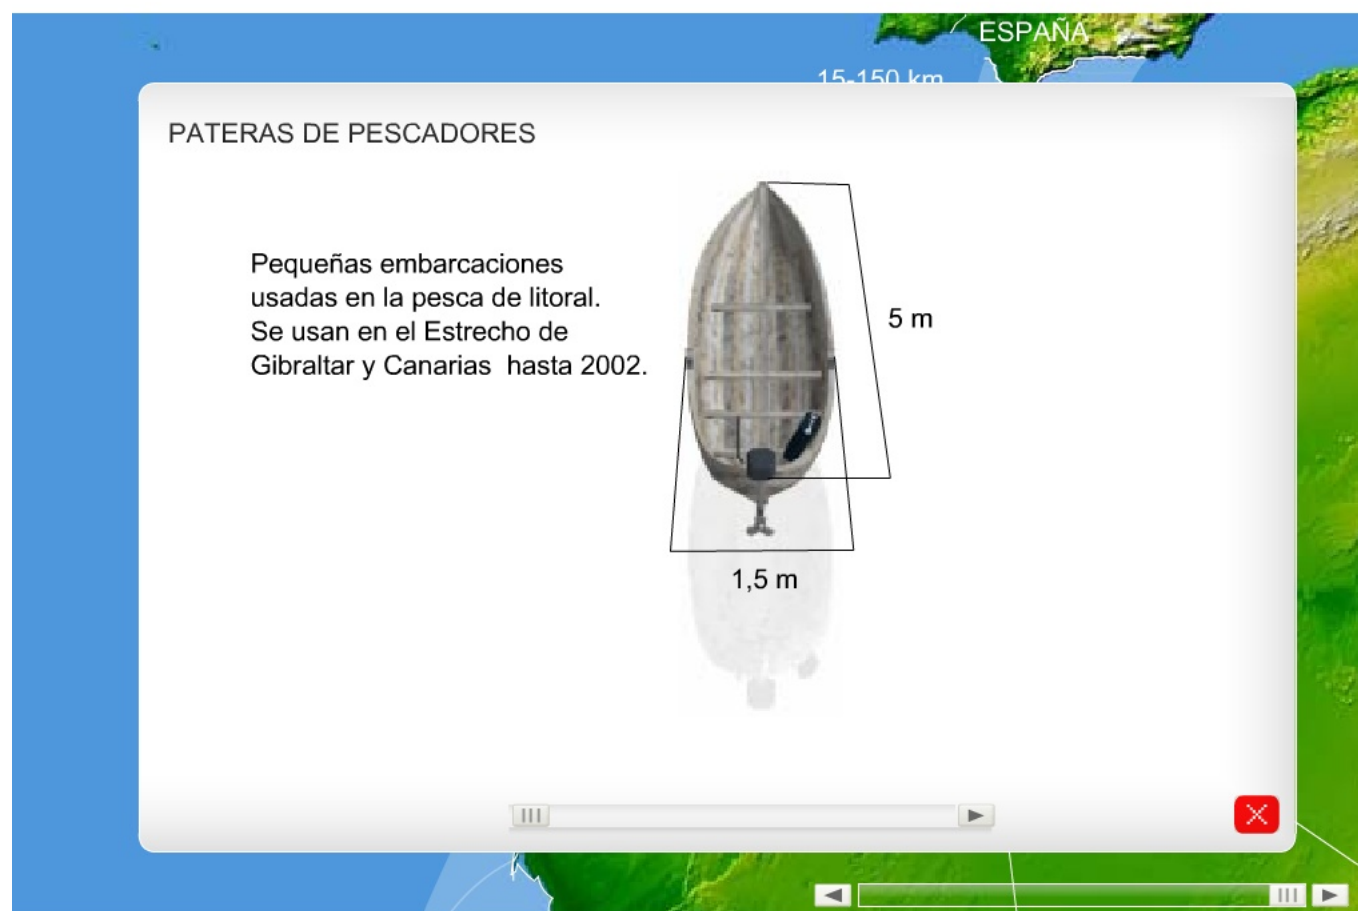 ESPAÑA
15-150 km
PATERAS DE PESCADORES
Pequeñas embarcaciones
usadas en la pesca de litoral.
Se usan en el Estrecho de
Gibraltar y Canarias hasta 2002.
5 m
1,5 m